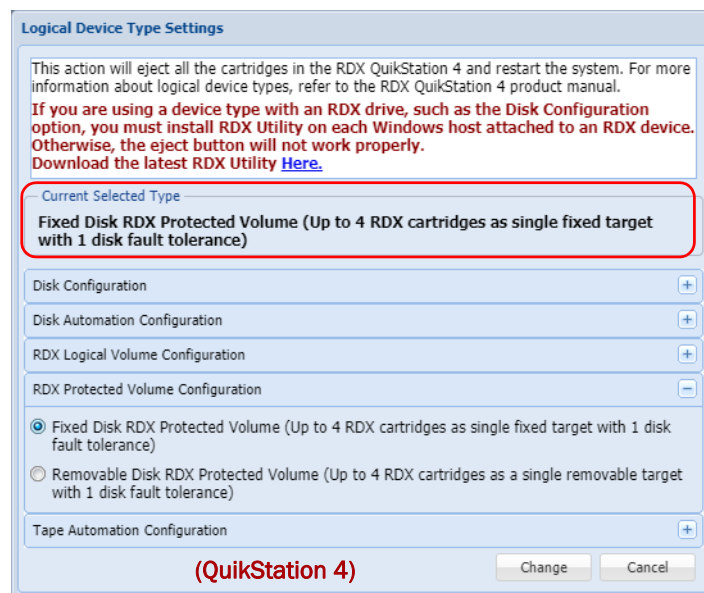 Logical Device Type Settings
This action will eject all the cartridges in the RDX QuikStation 4 and restart the system. For more
information about logical device types, refer to the RDX QuikStation 4 product manual.
If you are using a device type with an RDX drive, such as the Disk Configuration
option, you must install RDX Utility on each Windows host attached to an RDX device.
Otherwise, the eject button will not work properly.
Download the latest RDX Utility Here.
Current Selected Type
Fixed Disk RDX Protected Volume (Up to 4 RDX cartridges as single fixed target
with 1 disk fault tolerance)
Disk Configuration
Disk Automation Configuration
RDX Logical Volume Configuration
RDX Protected Volume Configuration
Fixed Disk RDX Protected Volume (Up to 4 RDX cartridges as single fixed target with 1 disk
fault tolerance)
Removable Disk RDX Protected Volume (Up to 4 RDX cartridges as a single removable target
with 1 disk fault tolerance)
Tape Automation Configuration
(QuikStation 4)
Change
Cancel